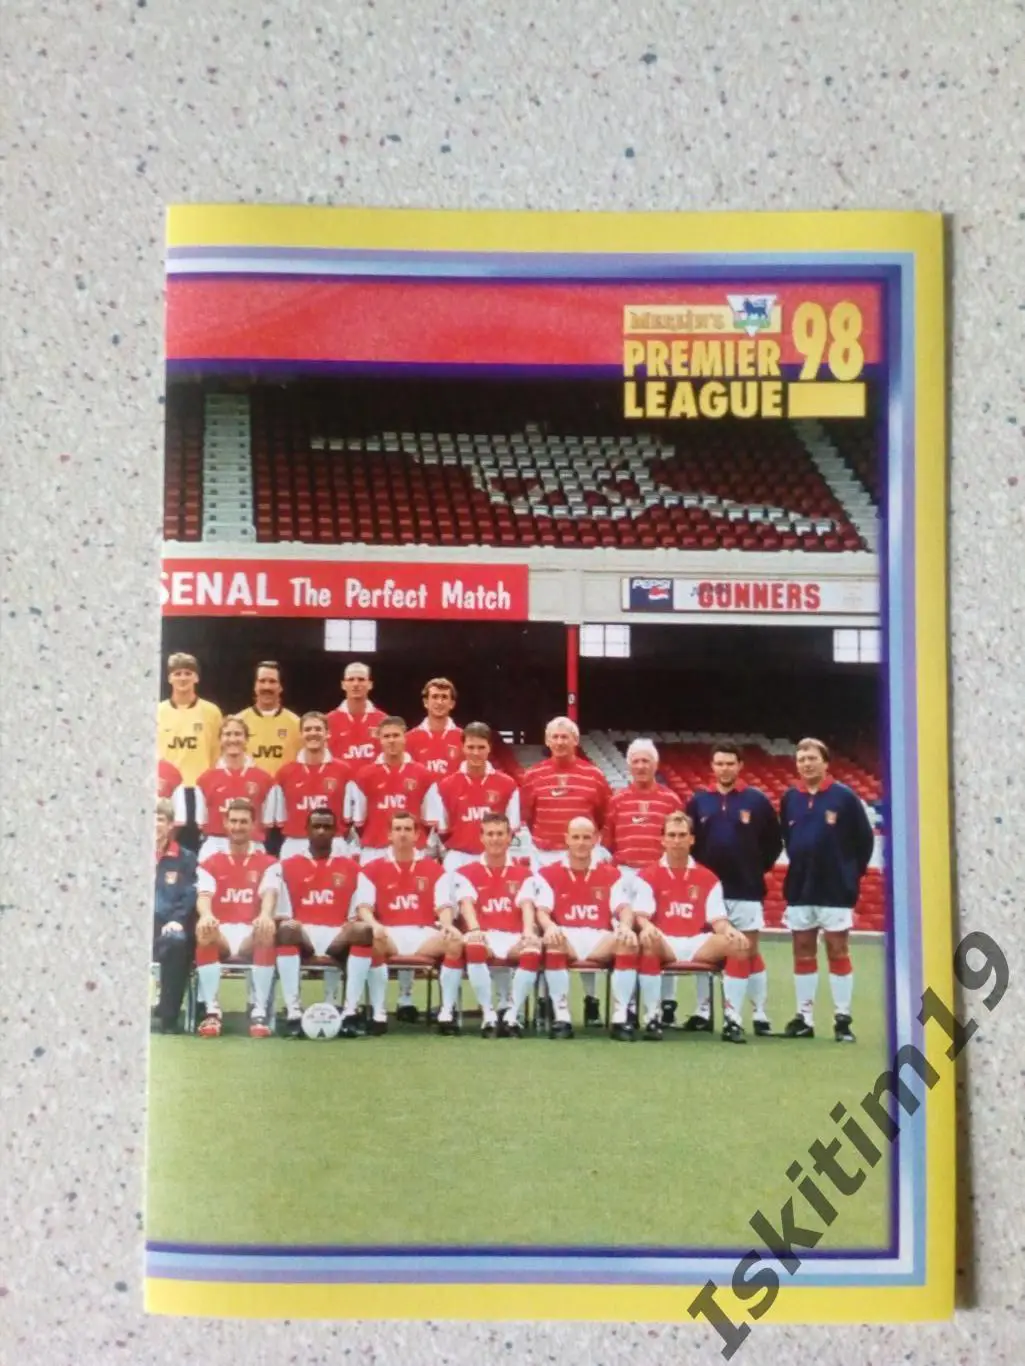 MERLIN'S
PREMIER 98
LEAGUE
SENAL The Perfect Match
PEPSI GUNNERS
JVC JVC
JVC
JVC JVC
JVC JVC JVC JVC JVC
Iskitim19